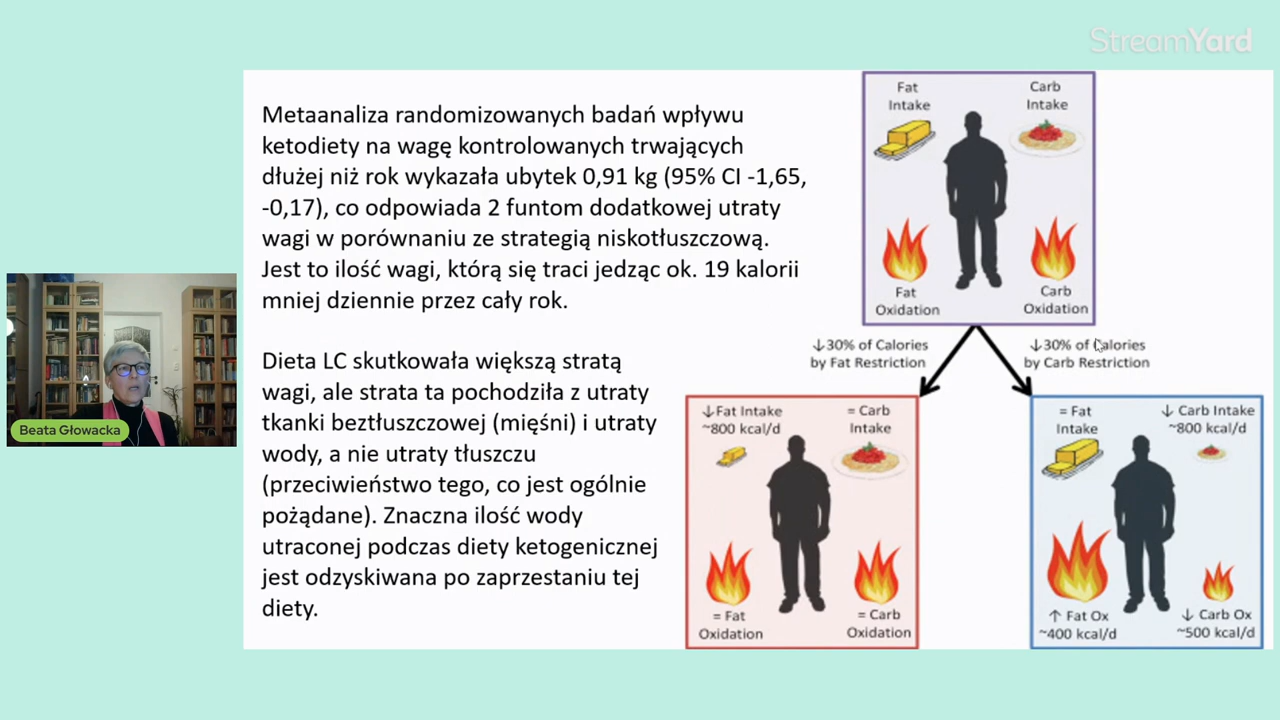 StreamYard
Metaanaliza randomizowanych badań wpływu
ketodiety na wagę kontrolowanych trwających
dłużej niż rok wykazała ubytek 0,91 kg (95% CI -1,65,
-0,17), co odpowiada 2 funtom dodatkowej utraty
wagi w porównaniu ze strategią niskotłuszczową.
Jest to ilość wagi, którą się traci jedząc ok. 19 kalorii
mniej dziennie przez cały rok.
Dieta LC skutkowała większą stratą
wagi, ale strata ta pochodziła z utraty
tkanki beztłuszczowej (mięśni) i utraty
wody, a nie utraty tłuszczu
(przeciwieństwo tego, co jest ogólnie
pożądane). Znaczna ilość wody
utraconej podczas diety ketogenicznej
jest odzyskiwana po zaprzestaniu tej
diety.
Fat
Intake
Carb
Intake
Fat
Oxidation
Carb
Oxidation
↓30% of Calories
by Fat Restriction
↓30% of Calories
by Carb Restriction
↓Fat Intake
~800 kcal/d
= Carb
Intake
= Fat
Oxidation
= Carb
Oxidation
= Fat
Intake
↓ Carb Intake
~800 kcal/d
↑ Fat Ox
~400 kcal/d
↓ Carb Ox
~500 kcal/d
Beata Głowacka